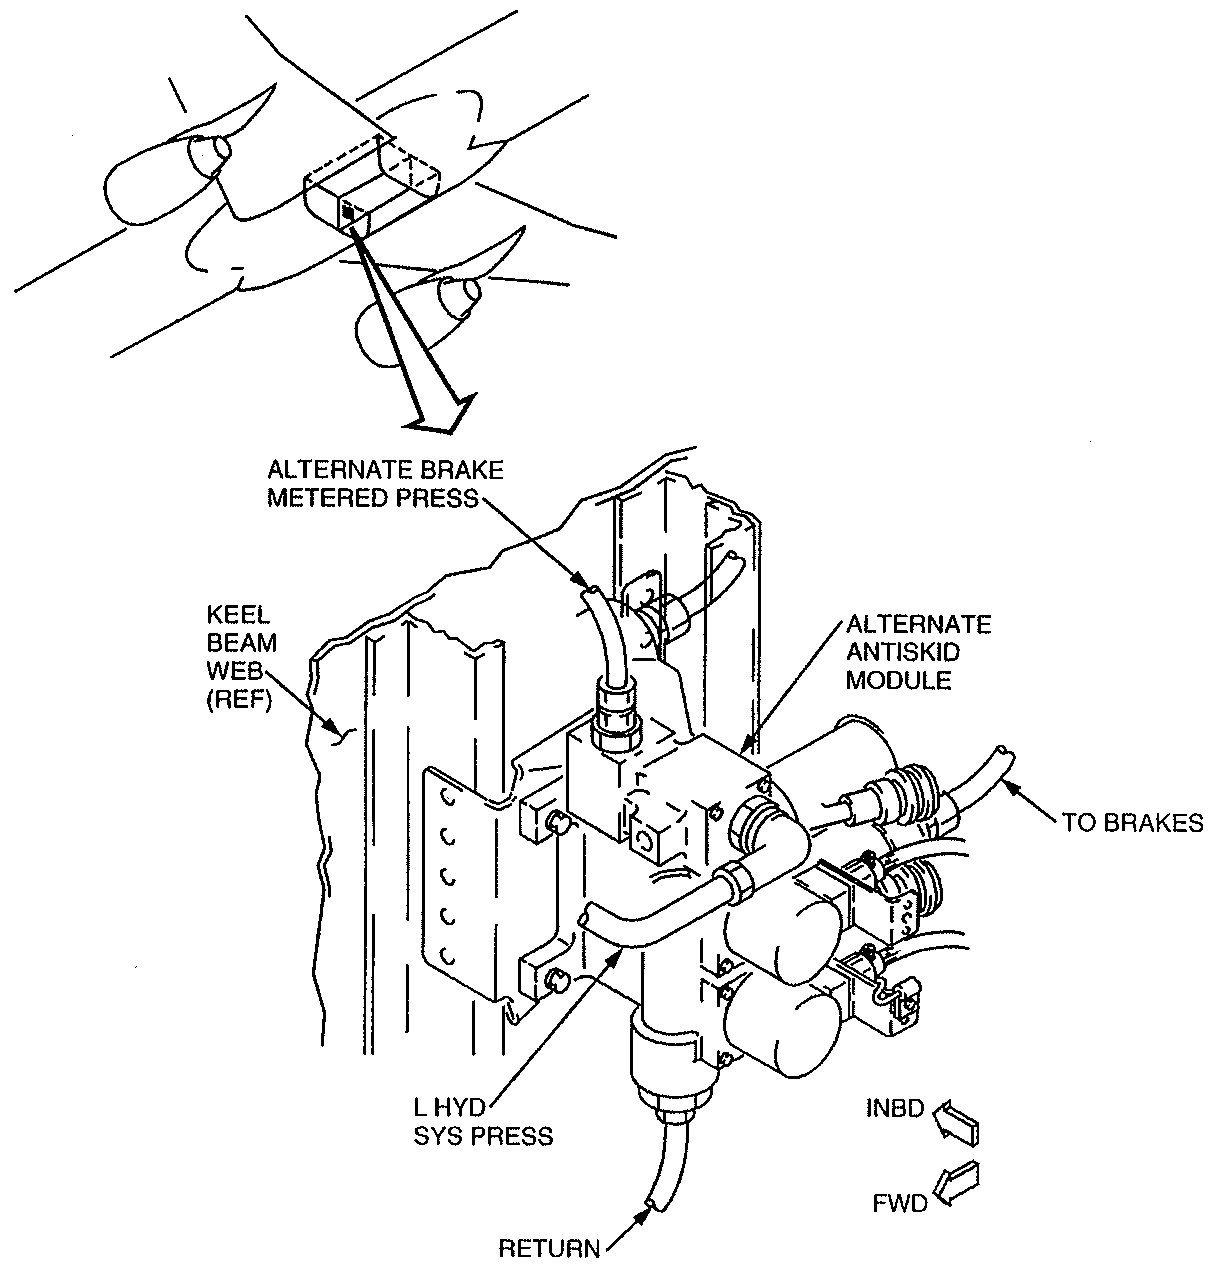 ALTERNATE BRAKE
METERED PRESS
KEEL
BEAM
WEB
(REF)
ALTERNATE
ANTISKID
MODULE
TO BRAKES
L HYD
SYS PRESS
INBD
FWD
RETURN